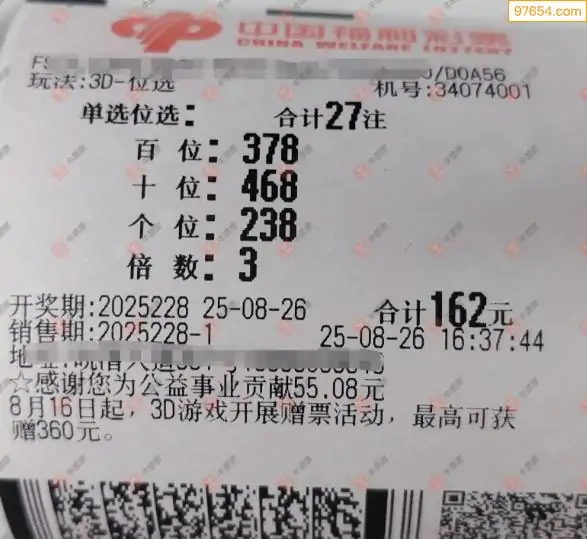 97654.com
中国福利彩票
CHINA WELFARE LOTTERY
/D0A56
玩法:3D-位选 机号:34074001
单选位选: 合计27注
百位: 378
十位: 468
个位: 238
倍数: 3
开奖期:2025228 25-08-26 合计162元
销售期:2025228-1 25-08-26 16:37:44
☆感谢您为公益事业贡献55.08元
8月16日起，3D游戏开展赠票活动，最高可获
赠360元。